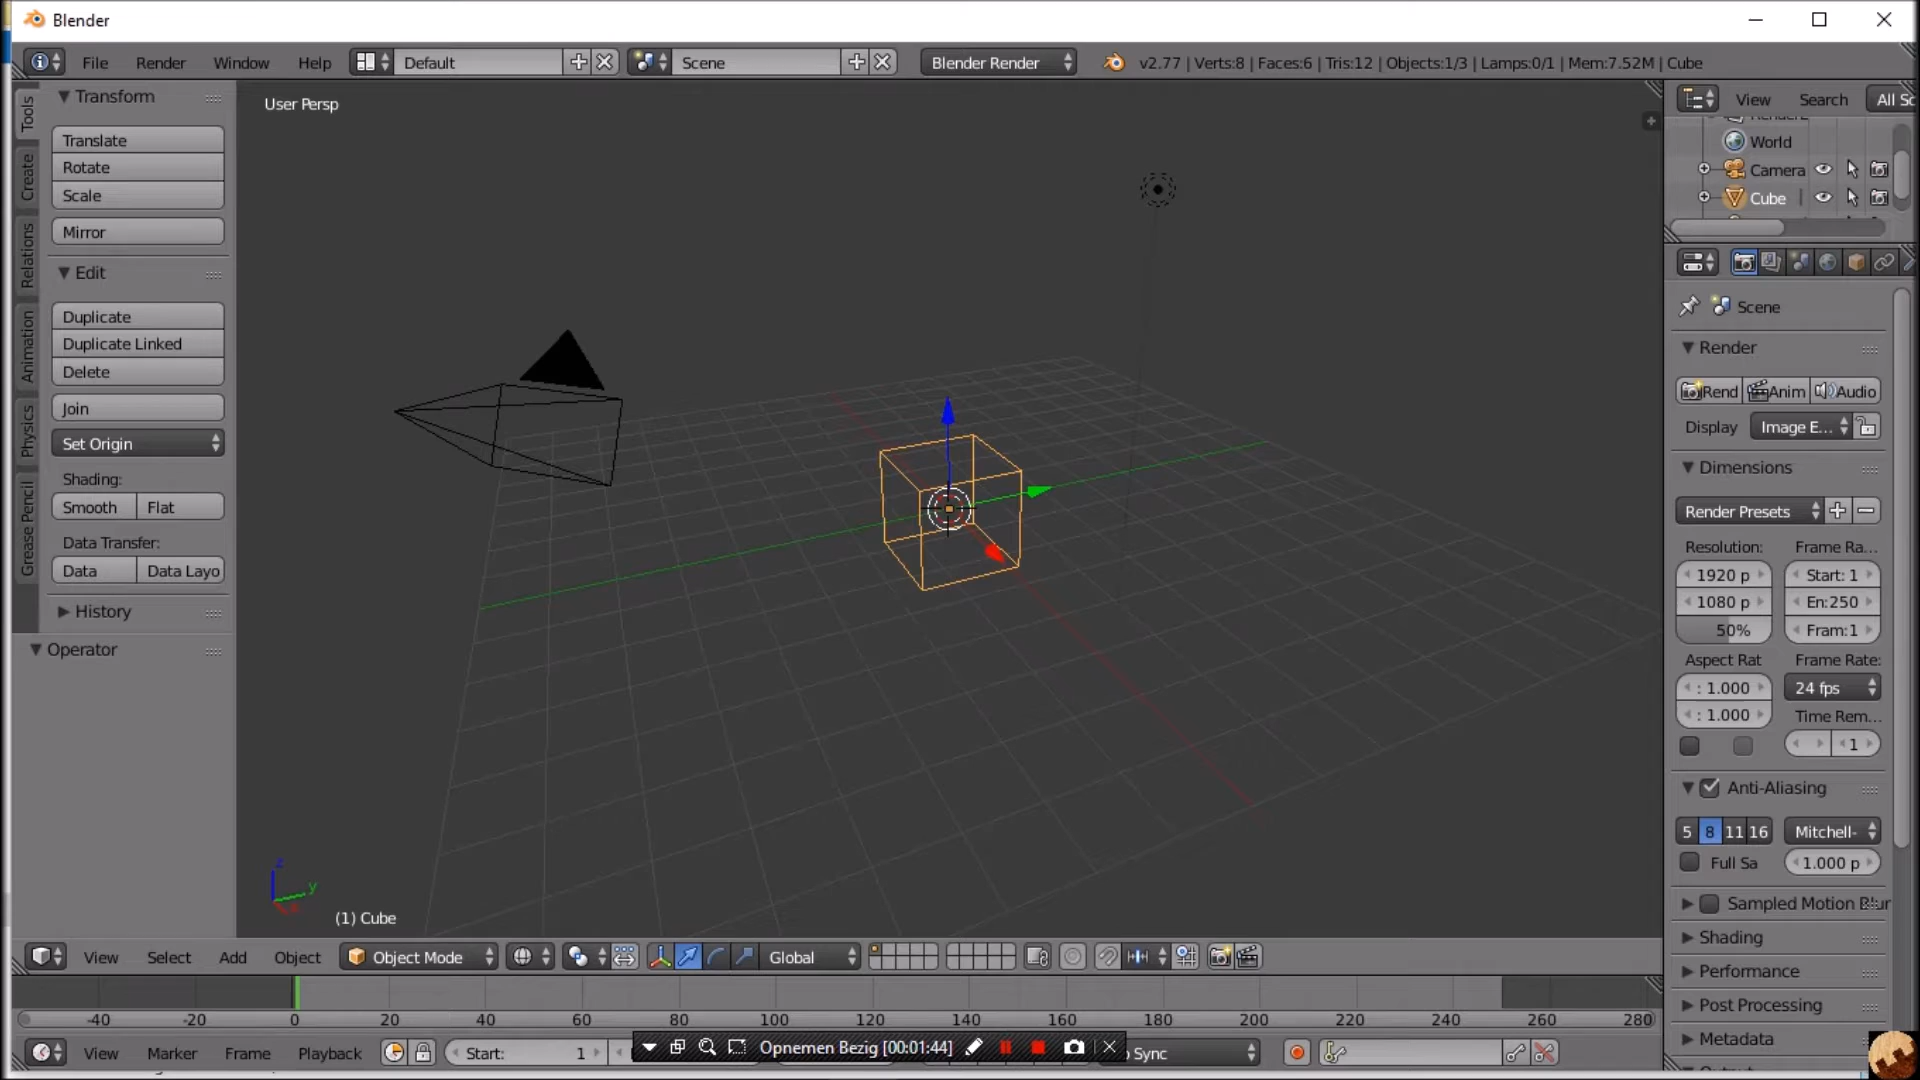 Blender
File Render Window Help Default Scene Blender Render v2.77 | Verts:8 | Faces:6 | Tris:12 | Objects:1/3 | Lamps:0/1 | Mem:7.52M | Cube
Tools
Create
Relations
Animation
Physics
Grease Pencil
Transform
Translate
Rotate
Scale
Mirror
Edit
Duplicate
Duplicate Linked
Delete
Join
Set Origin
Shading:
Smooth Flat
Data Transfer:
Data Data Layo
History
Operator
User Persp
z
y
(1) Cube
View Search All Sc
World
Camera
Cube
Scene
Render
Rend Anim Audio
Display Image E...
Dimensions
Render Presets
Resolution: Frame Ra...
1920 p Start: 1
1080 p En:250
50% Fram:1
Aspect Rat Frame Rate:
: 1.000 24 fps
: 1.000 Time Rem...
1
Anti-Aliasing
5 8 11 16 Mitchell-
Full Sa 1.000 p
Sampled Motion Blur
Shading
Performance
Post Processing
Metadata
View Select Add Object Object Mode Global
-40 -20 0 20 40 60 80 100 120 140 160 180 200 220 240 260 280
View Marker Frame Playback Start: 1 Opnemen Bezig [00:01:44] Sync